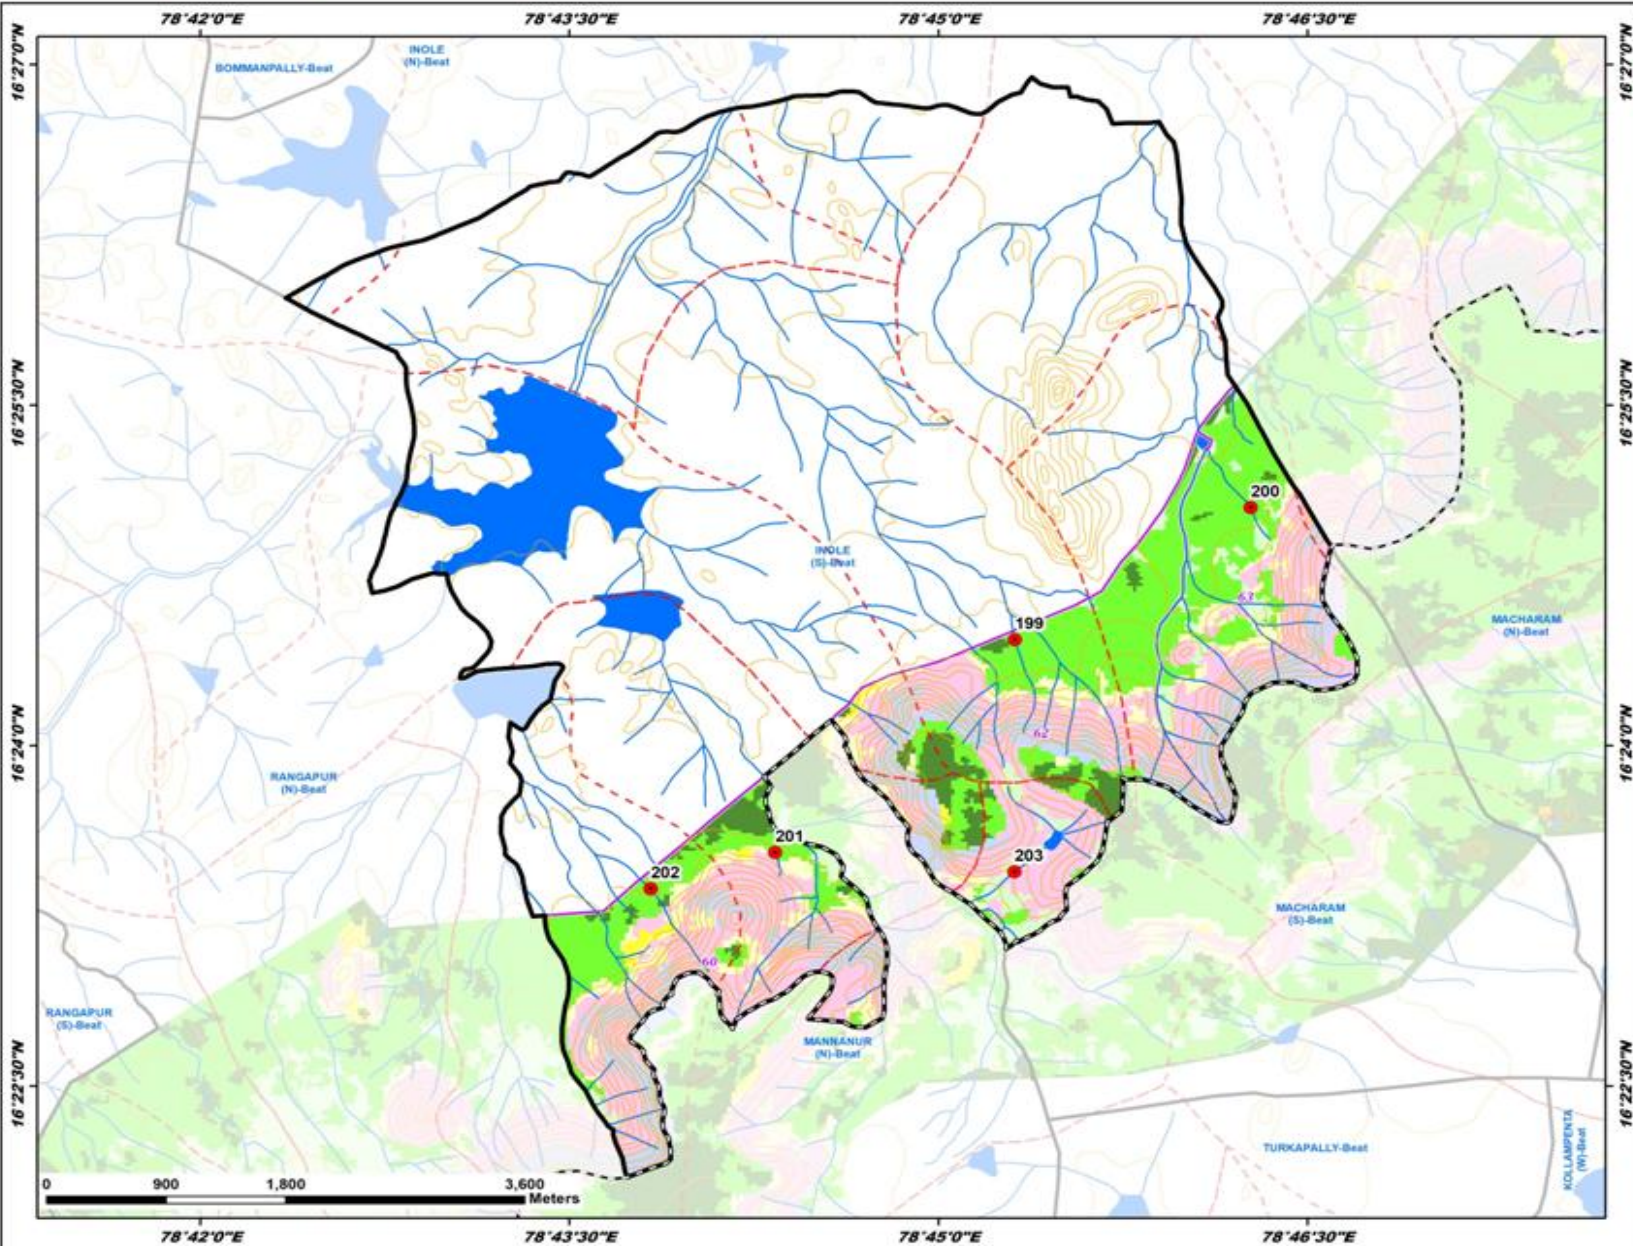 78°42'0"E
78°43'30"E
78°45'0"E
78°46'30"E
16°27'0"N
16°27'0"N
BOMMANPALLY-Beat
INOLE
(N)-Beat
16°25'30"N
16°25'30"N
200
INOLE
(S)-Beat
63
199
MACHARAM
(N)-Beat
62
16°24'0"N
16°24'0"N
RANGAPUR
(N)-Beat
201
203
202
MACHARAM
(S)-Beat
60
RANGAPUR
(S)-Beat
MANNANUR
(N)-Beat
16°22'30"N
16°22'30"N
TURKAPALLY-Beat
KOLLAMPENTA
(W)-Beat
0 900 1,800 3,600
Meters
78°42'0"E
78°43'30"E
78°45'0"E
78°46'30"E